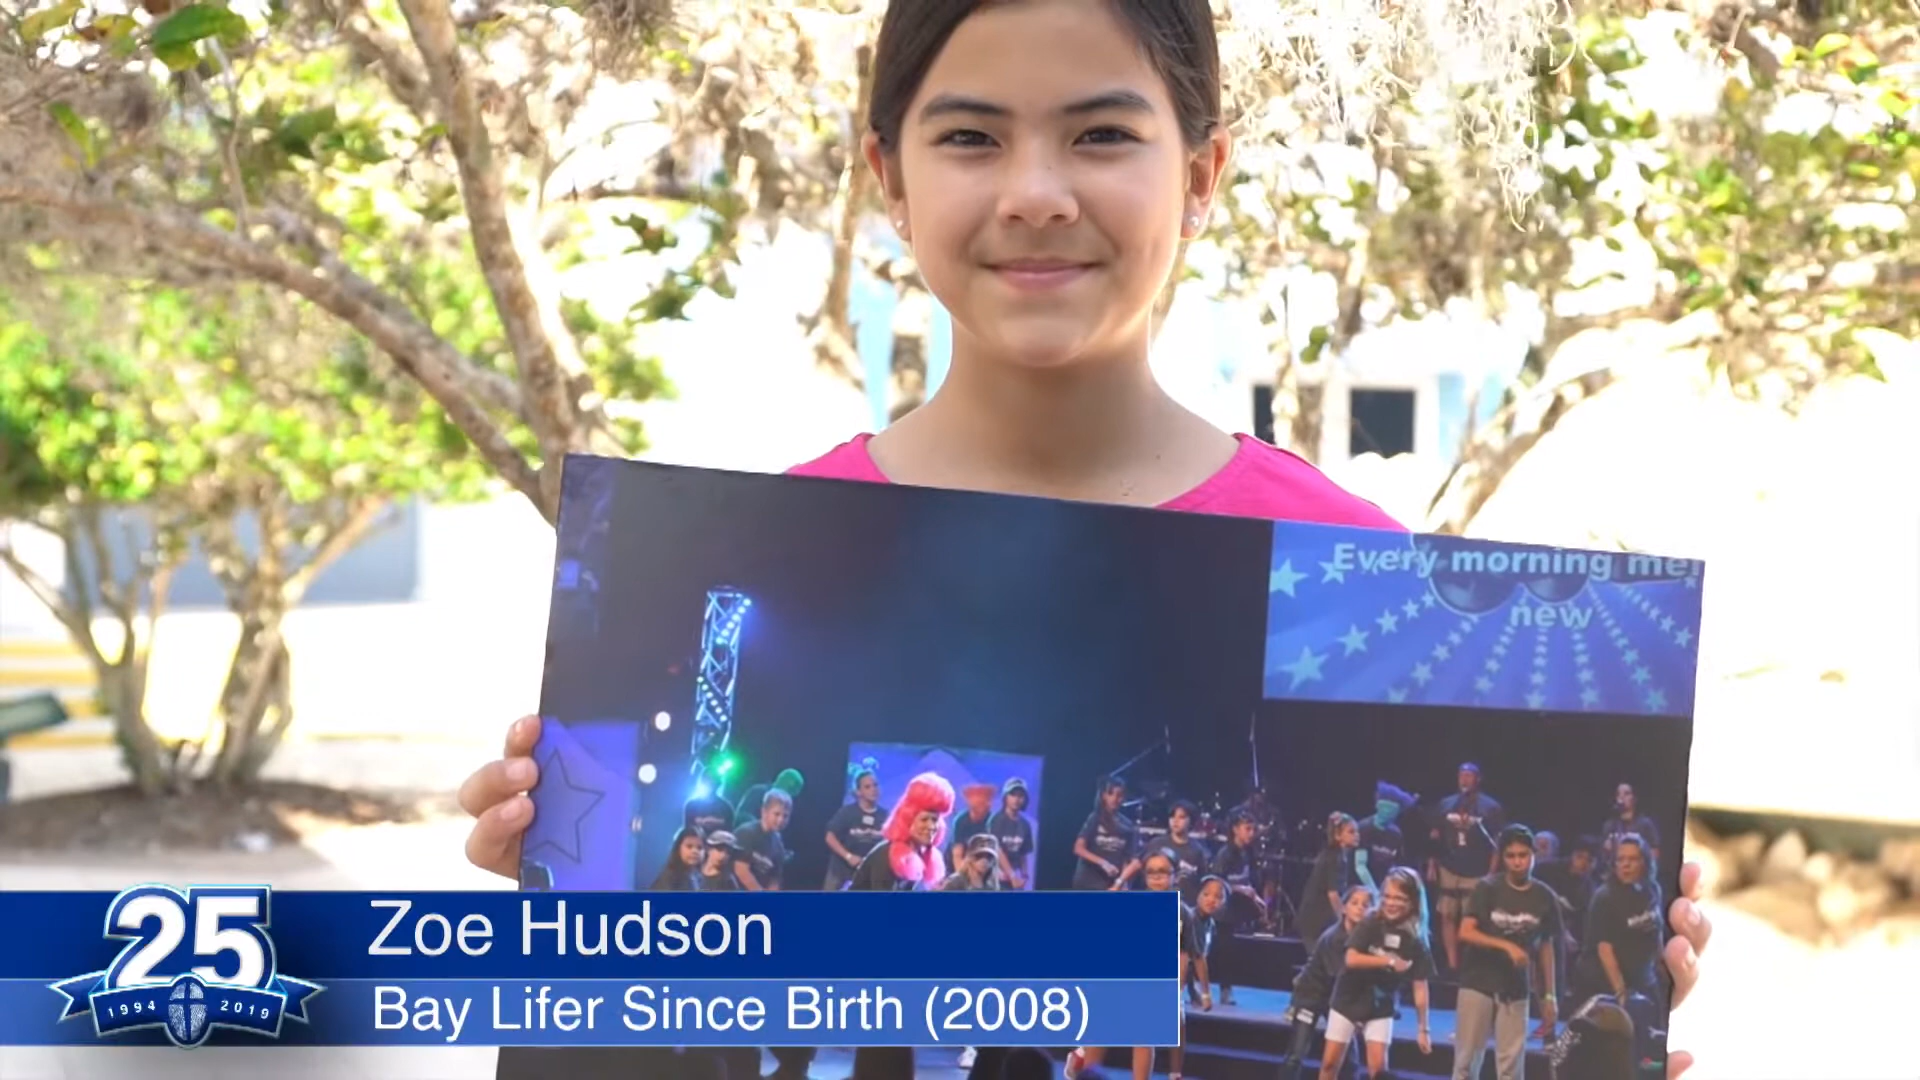 Every morning me
new
25
1994 2019
Zoe Hudson
Bay Lifer Since Birth (2008)